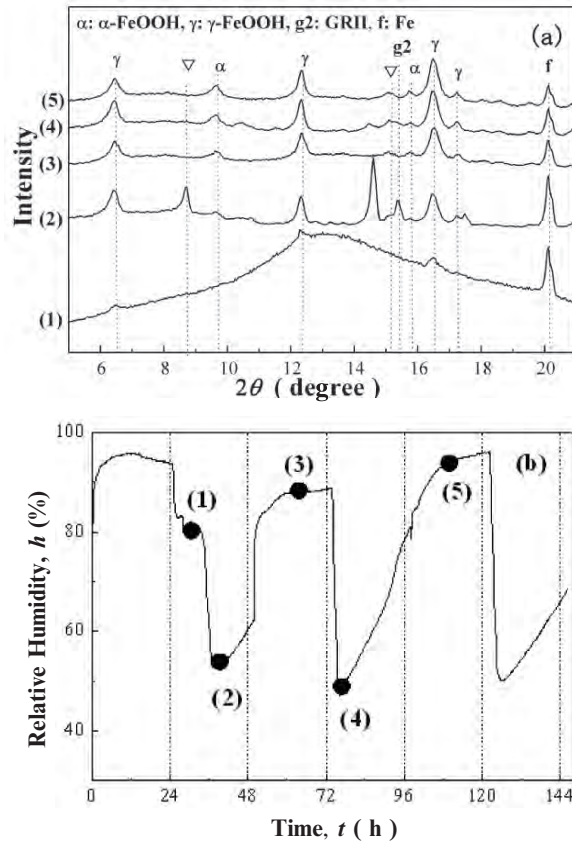 α: α-FeOOH, γ: γ-FeOOH, g2: GRII, f: Fe
(a)
γ ▽ α γ ▽ g2 α γ γ f
(5)
(4)
(3)
(2)
(1)
Intensity
6 8 10 12 14 16 18 20
2θ ( degree )
100
80
60
40
(b)
(1)
(2)
(3)
(4)
(5)
Relative Humidity, h (%)
0 24 48 72 96 120 144
Time, t ( h )